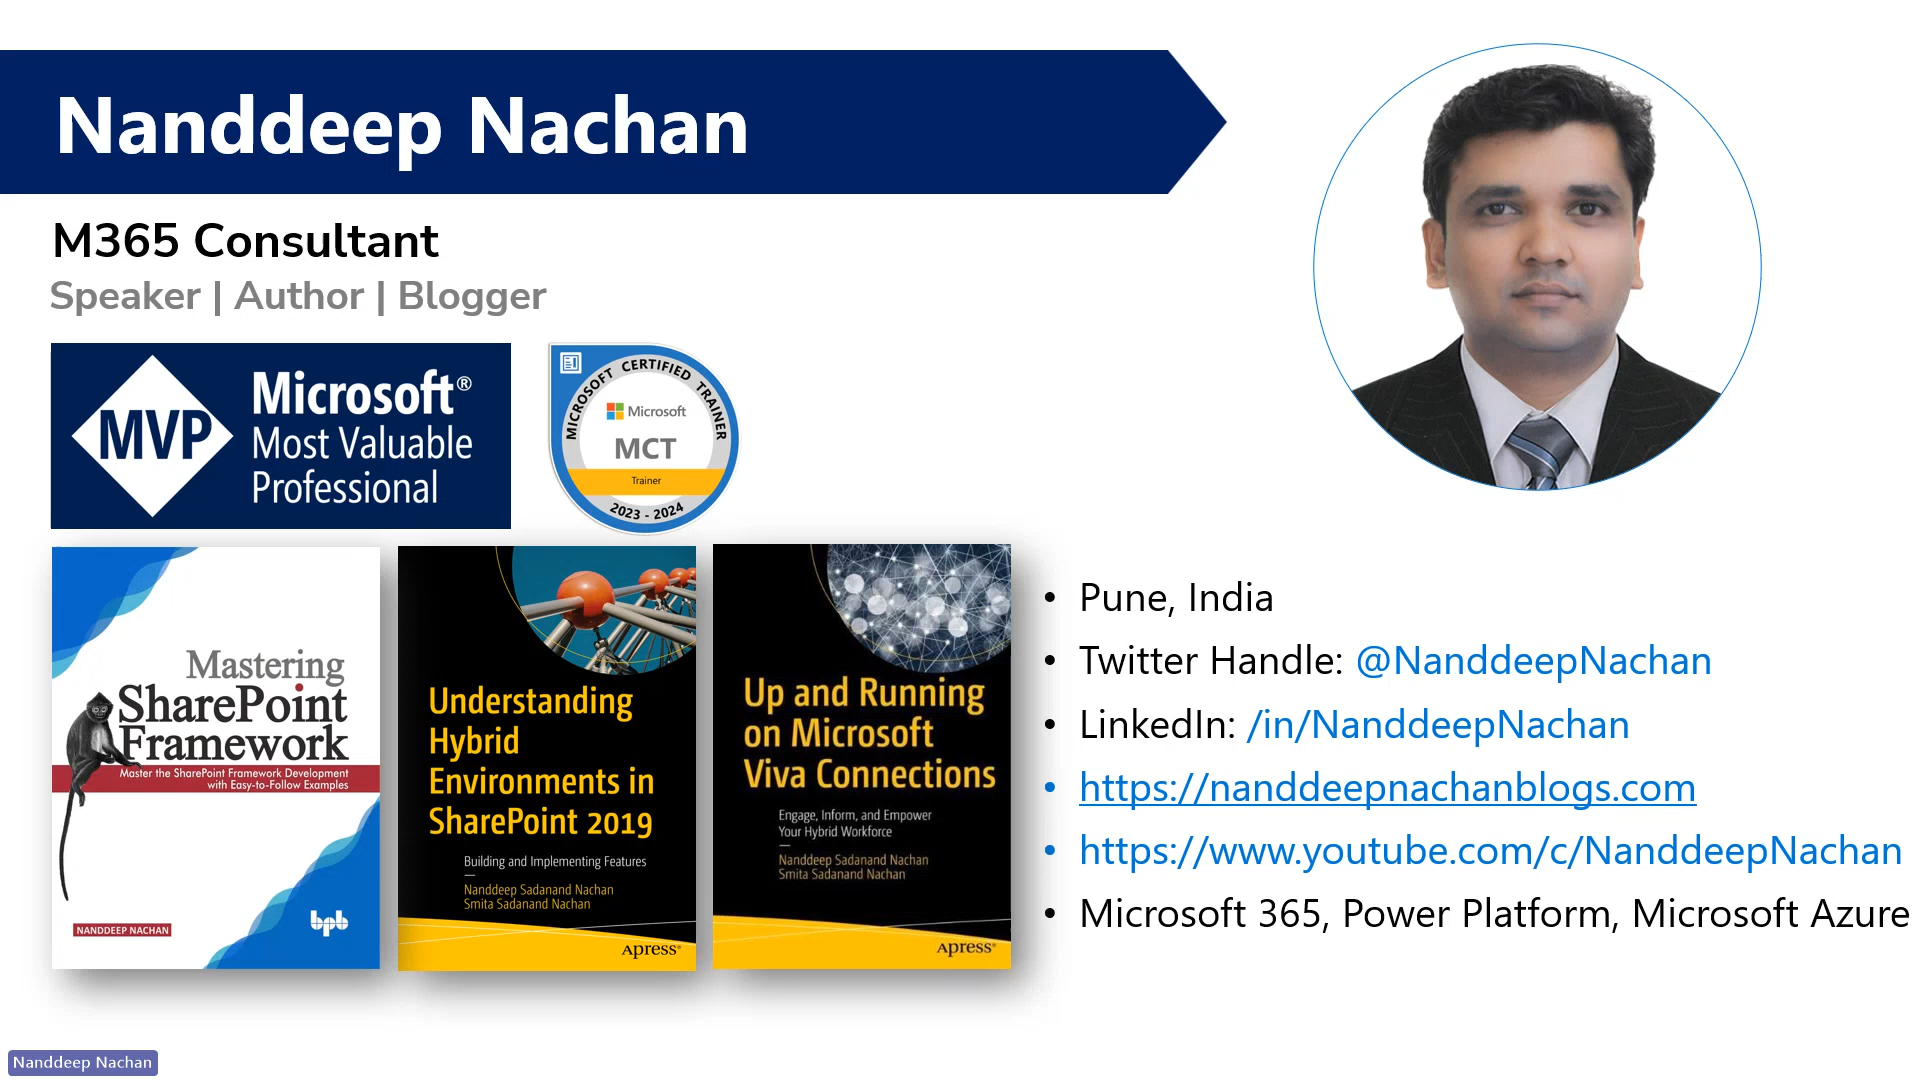 Nanddeep Nachan
M365 Consultant
Speaker | Author | Blogger
MVP
Microsoft®
Most Valuable
Professional
MICROSOFT CERTIFIED TRAINER
Microsoft
MCT
Trainer
2023 - 2024
Mastering
SharePoint
Framework
Master the SharePoint Framework Development
with Easy-to-Follow Examples
NANDDEEP NACHAN
bpb
Understanding
Hybrid
Environments in
SharePoint 2019
Building and Implementing Features
—
Nanddeep Sadanand Nachan
Smita Sadanand Nachan
Apress®
Up and Running
on Microsoft
Viva Connections
Engage, Inform, and Empower
Your Hybrid Workforce
—
Nanddeep Sadanand Nachan
Smita Sadanand Nachan
Apress®
• Pune, India
• Twitter Handle: @NanddeepNachan
• LinkedIn: /in/NanddeepNachan
• https://nanddeepnachanblogs.com
• https://www.youtube.com/c/NanddeepNachan
• Microsoft 365, Power Platform, Microsoft Azure
Nanddeep Nachan